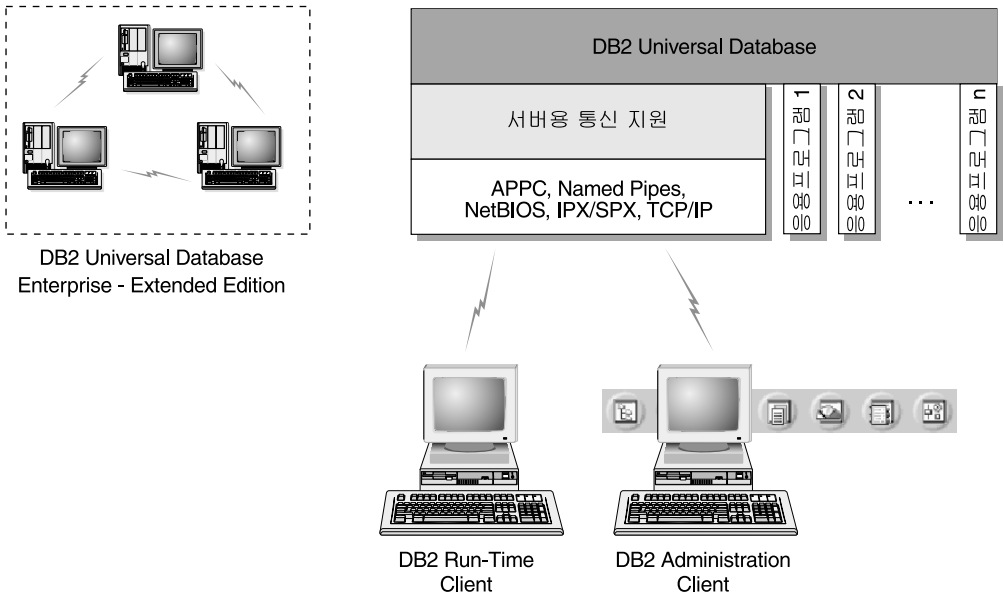 DB2 Universal Database
서버용 통신 지원
APPC, Named Pipes,
NetBIOS, IPX/SPX, TCP/IP
응용프로그램 1
응용프로그램 2
...
응용프로그램 n
DB2 Universal Database
Enterprise - Extended Edition
DB2 Run-Time
Client
DB2 Administration
Client